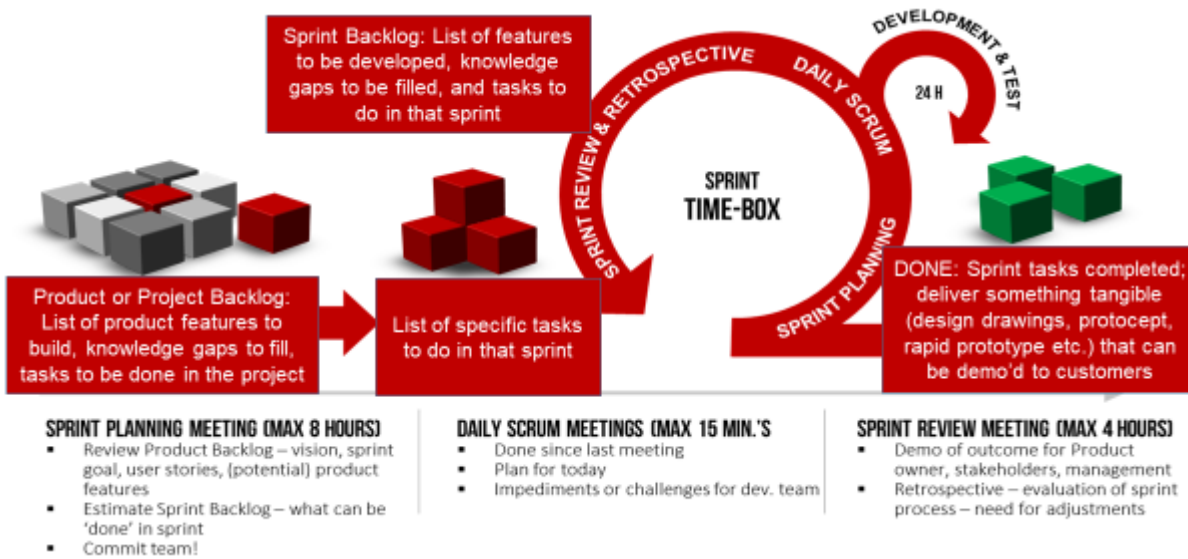 Sprint Backlog: List of features
to be developed, knowledge
gaps to be filled, and tasks to
do in that sprint
SPRINT REVIEW & RETROSPECTIVE
DAILY SCRUM
DEVELOPMENT & TEST
24 H
SPRINT
TIME-BOX
SPRINT PLANNING
Product or Project Backlog:
List of product features to
build, knowledge gaps to fill,
tasks to be done in the project
List of specific tasks
to do in that sprint
DONE: Sprint tasks completed;
deliver something tangible
(design drawings, protocept,
rapid prototype etc.) that can
be demo'd to customers
SPRINT PLANNING MEETING (MAX 8 HOURS)
▪ Review Product Backlog – vision, sprint
goal, user stories, (potential) product
features
▪ Estimate Sprint Backlog – what can be
'done' in sprint
▪ Commit team!
DAILY SCRUM MEETINGS (MAX 15 MIN.'S
▪ Done since last meeting
▪ Plan for today
▪ Impediments or challenges for dev. team
SPRINT REVIEW MEETING (MAX 4 HOURS)
▪ Demo of outcome for Product
owner, stakeholders, management
▪ Retrospective – evaluation of sprint
process – need for adjustments